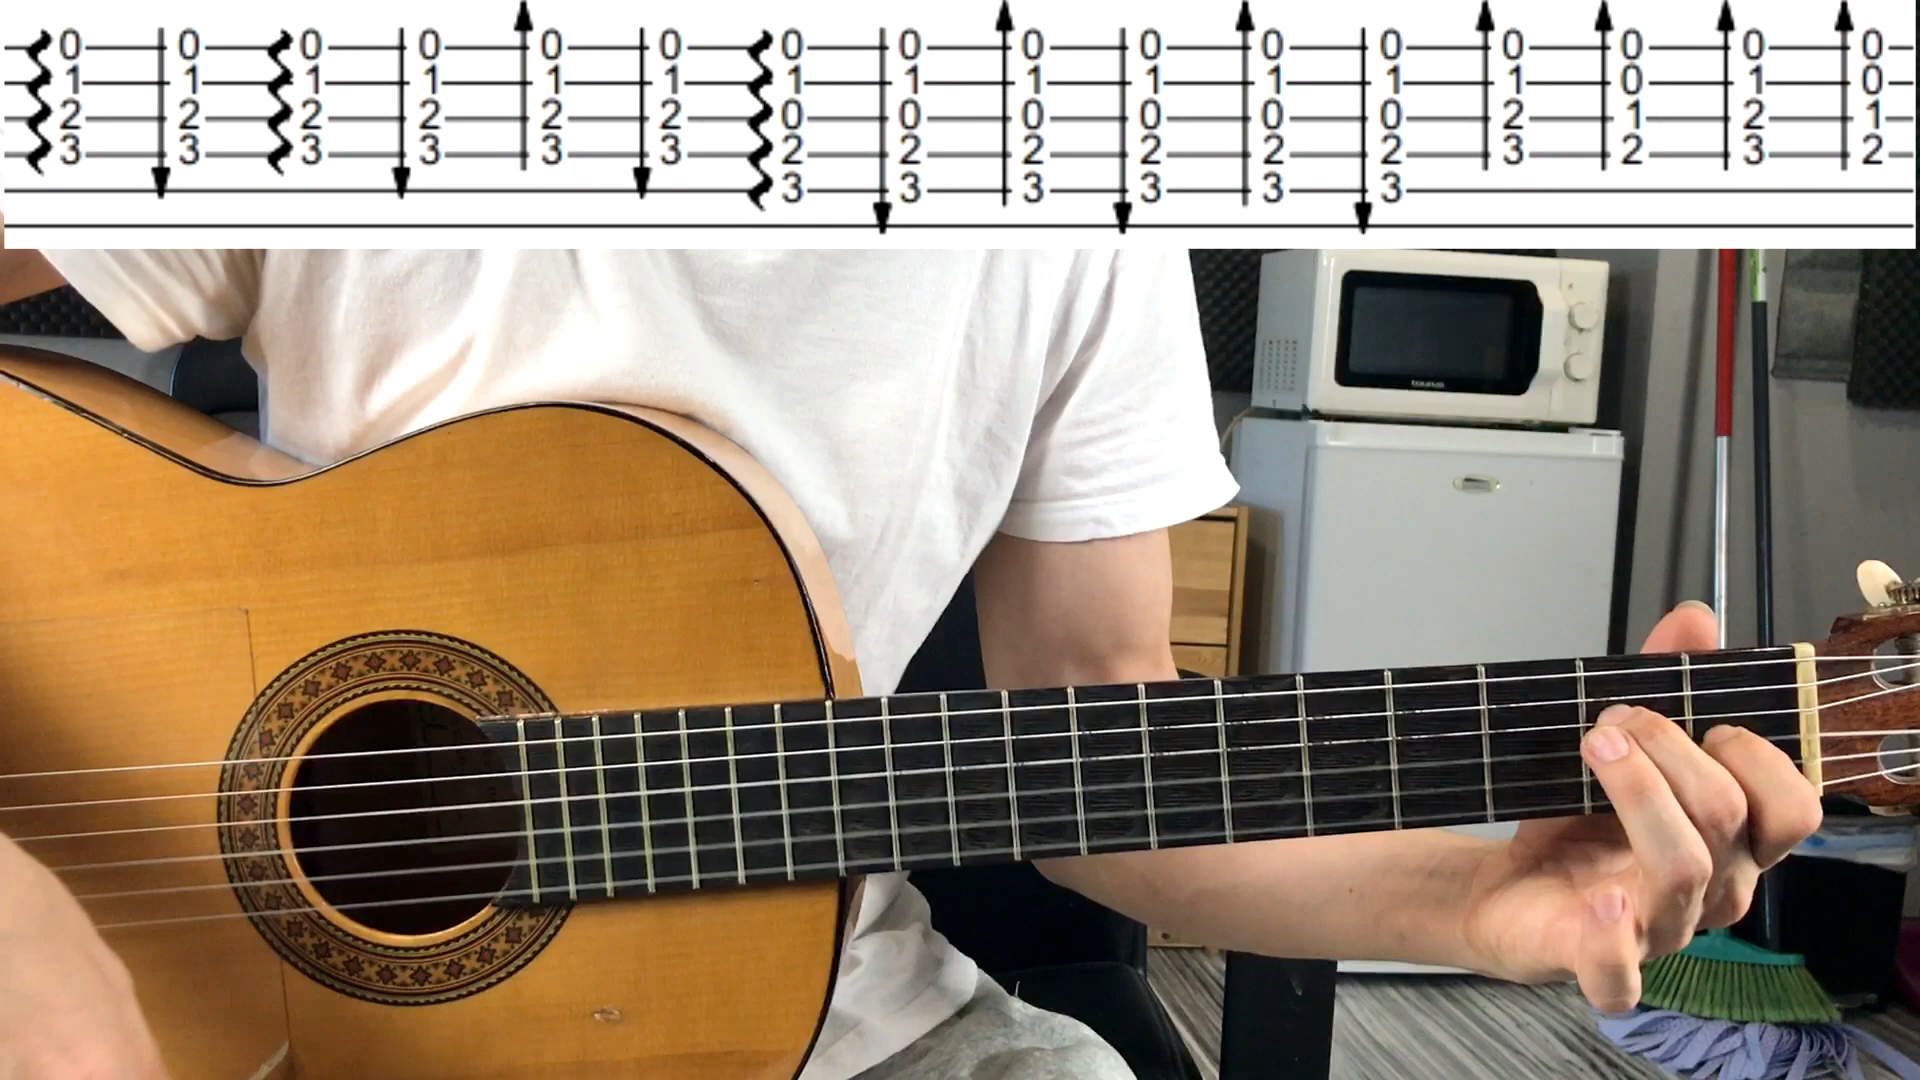 0 0 0 0 0 0 0 0 0 0 0 0 0 0 0 0
1 1 1 1 1 1 1 1 1 1 1 1 1 0 1 0
2 2 2 2 2 2 0 0 0 0 0 0 2 1 2 1
3 3 3 3 3 3 2 2 2 2 2 2 3 2 3 2
3 3 3 3 3 3
taurus